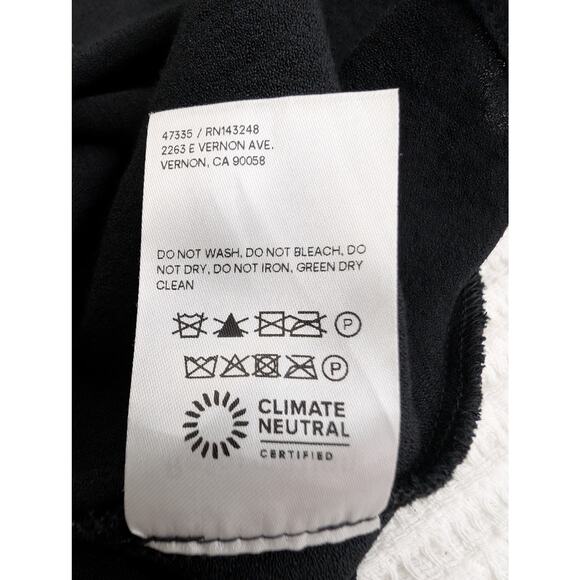 47335 / RN143248
2263 E VERNON AVE.
VERNON, CA 90058
DO NOT WASH, DO NOT BLEACH, DO
NOT DRY, DO NOT IRON, GREEN DRY
CLEAN
P
P
CLIMATE
NEUTRAL
CERTIFIED